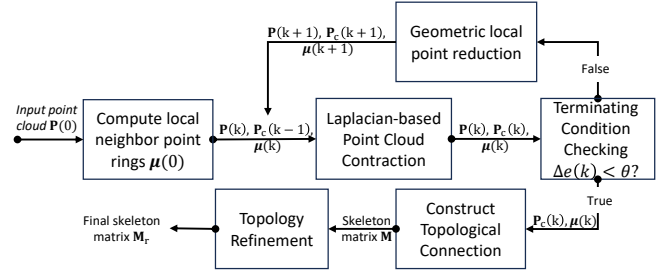 Geometric local
point reduction
P(k + 1), P_c(k + 1),
μ(k + 1)
False
Input point
cloud P(0)
Compute local
neighbor point
rings μ(0)
P(k), P_c(k − 1),
μ(k)
Laplacian-based
Point Cloud
Contraction
P(k), P_c(k),
μ(k)
Terminating
Condition
Checking
Δe(k) < θ?
True
P_c(k), μ(k)
Construct
Topological
Connection
Skeleton
matrix M
Topology
Refinement
Final skeleton
matrix M_r